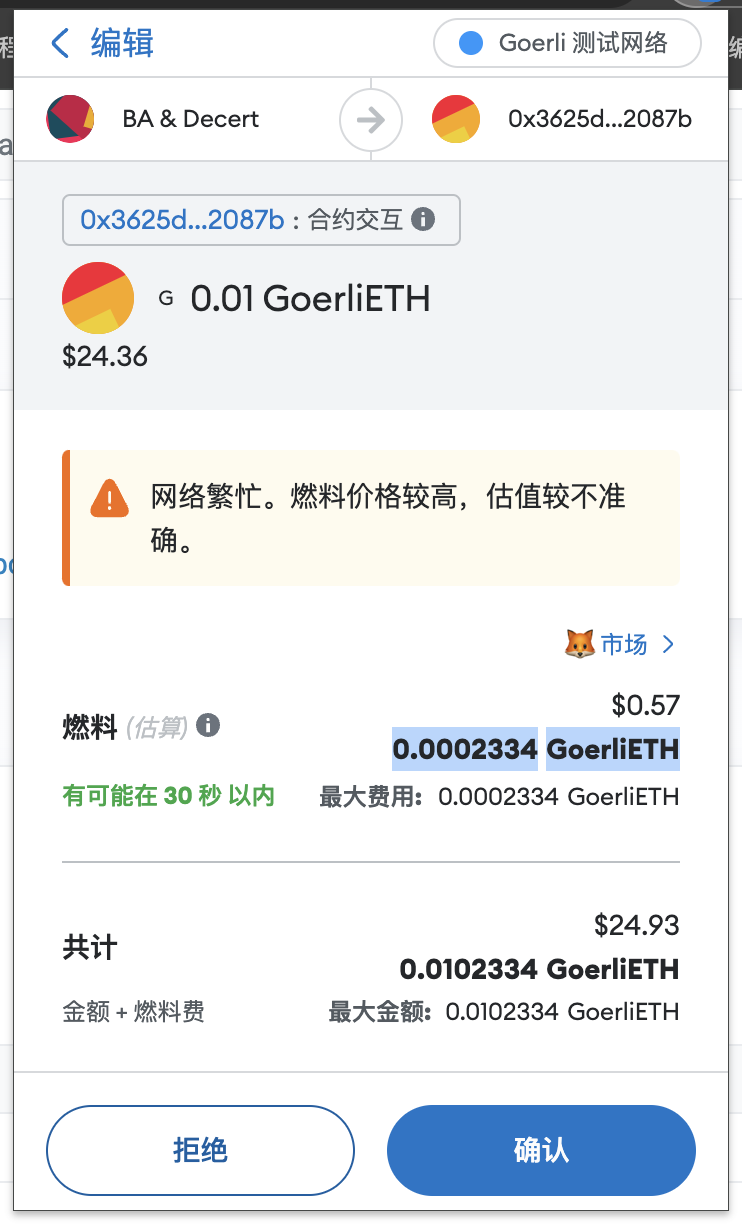 编辑
Goerli 测试网络
BA & Decert
0x3625d...2087b
0x3625d...2087b : 合约交互
G 0.01 GoerliETH
$24.36
网络繁忙。燃料价格较高，估值较不准
确。
市场
$0.57
燃料 (估算)
0.0002334 GoerliETH
有可能在 30 秒 以内 最大费用: 0.0002334 GoerliETH
$24.93
共计
0.0102334 GoerliETH
金额 + 燃料费 最大金额: 0.0102334 GoerliETH
拒绝
确认